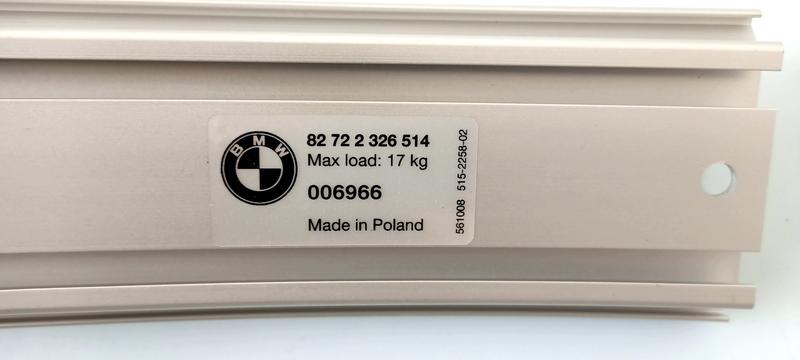 BMW
82 72 2 326 514
Max load: 17 kg
006966
Made in Poland
561008 515-2258-02